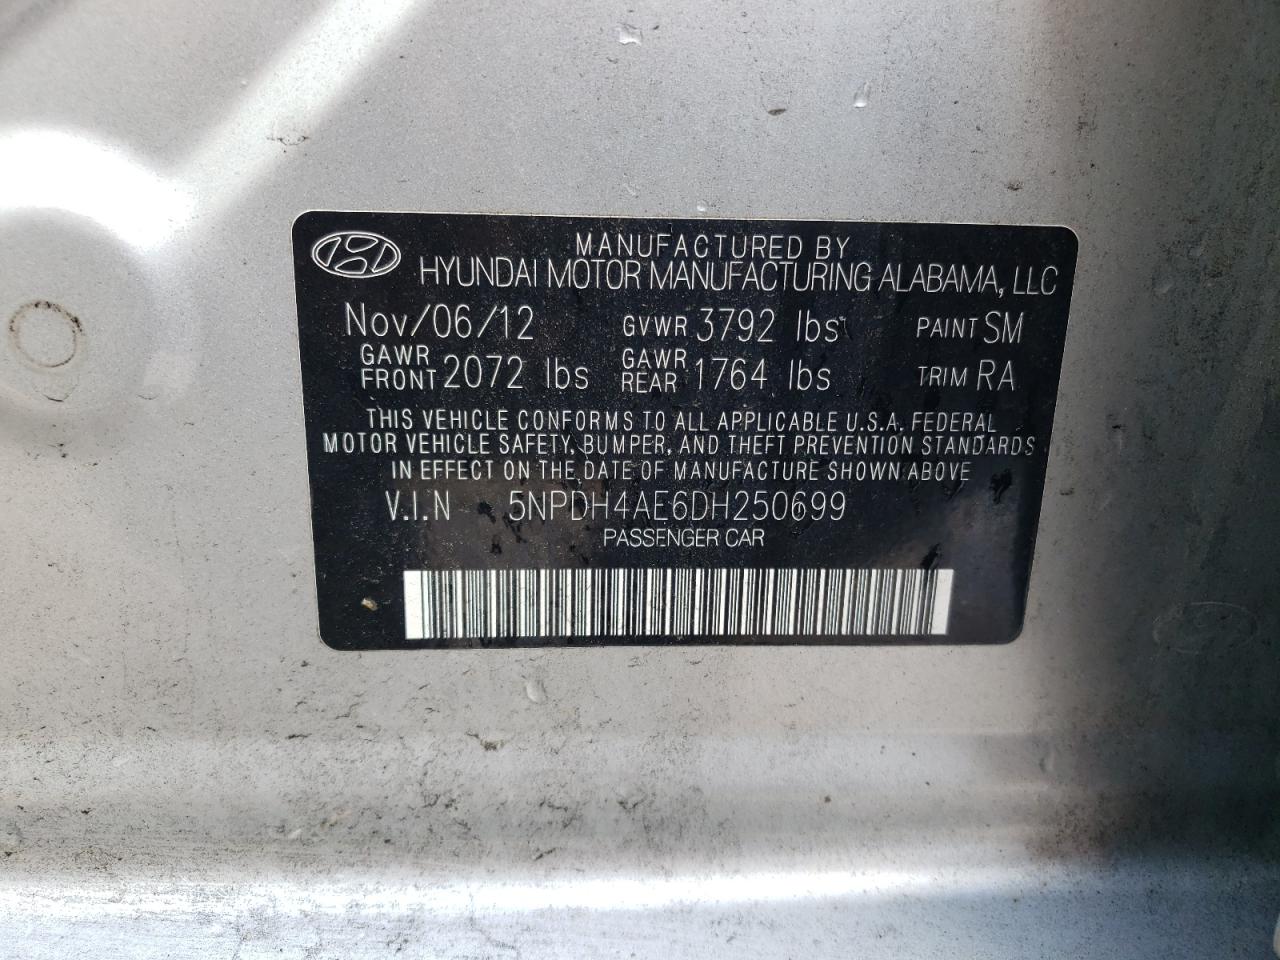 MANUFACTURED BY
HYUNDAI MOTOR MANUFACTURING ALABAMA, LLC
Nov/06/12 GVWR 3792 lbs PAINT SM
GAWR FRONT 2072 lbs GAWR REAR 1764 lbs TRIM RA
THIS VEHICLE CONFORMS TO ALL APPLICABLE U.S.A. FEDERAL
MOTOR VEHICLE SAFETY, BUMPER, AND THEFT PREVENTION STANDARDS
IN EFFECT ON THE DATE OF MANUFACTURE SHOWN ABOVE
V.I.N 5NPDH4AE6DH250699
PASSENGER CAR